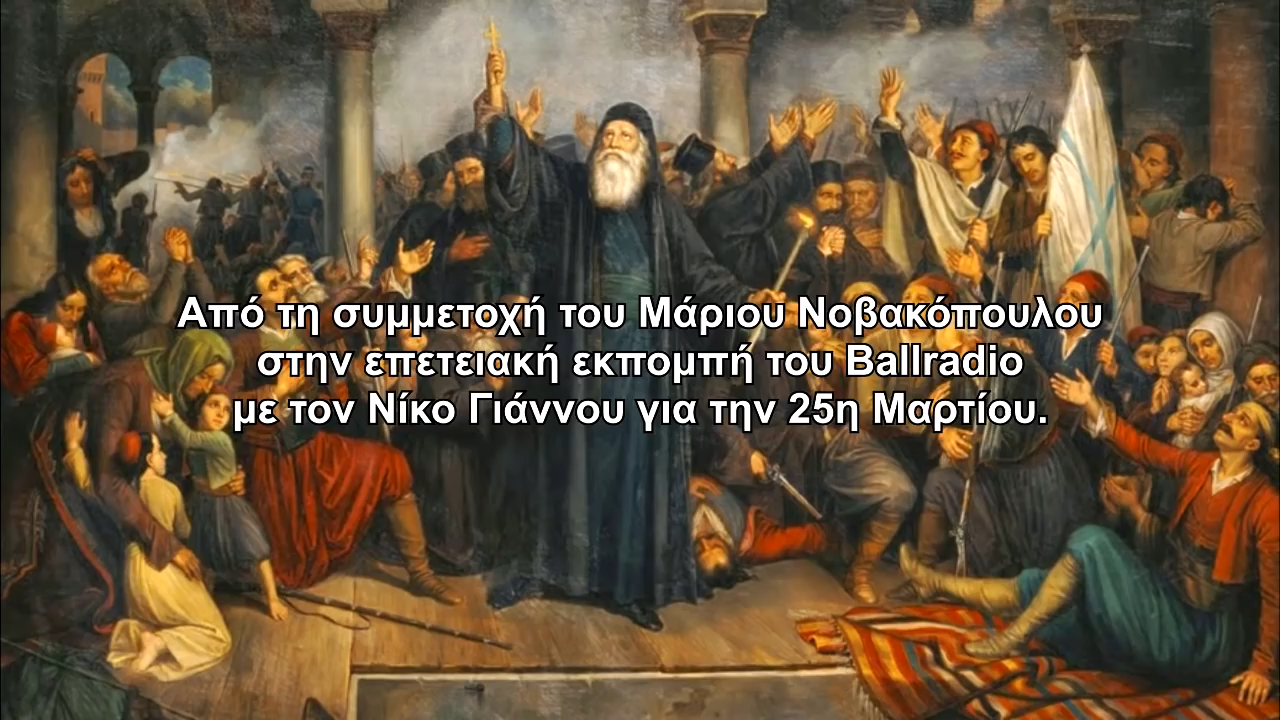 Από τη συμμετοχή του Μάριου Νοβακόπουλου
στην επετειακή εκπομπή του Ballradio
με τον Νίκο Γιάννου για την 25η Μαρτίου.